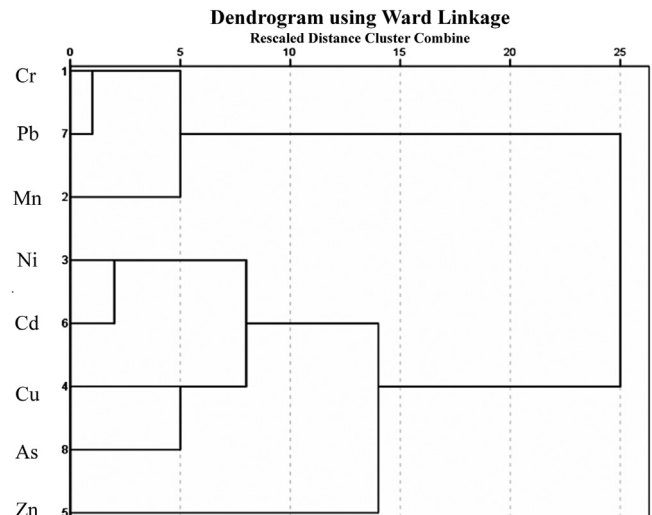 Dendrogram using Ward Linkage
Rescaled Distance Cluster Combine
0 5 10 15 20 25
Cr 1
Pb 7
Mn 2
Ni 3
Cd 6
Cu 4
As 8
Zn 5